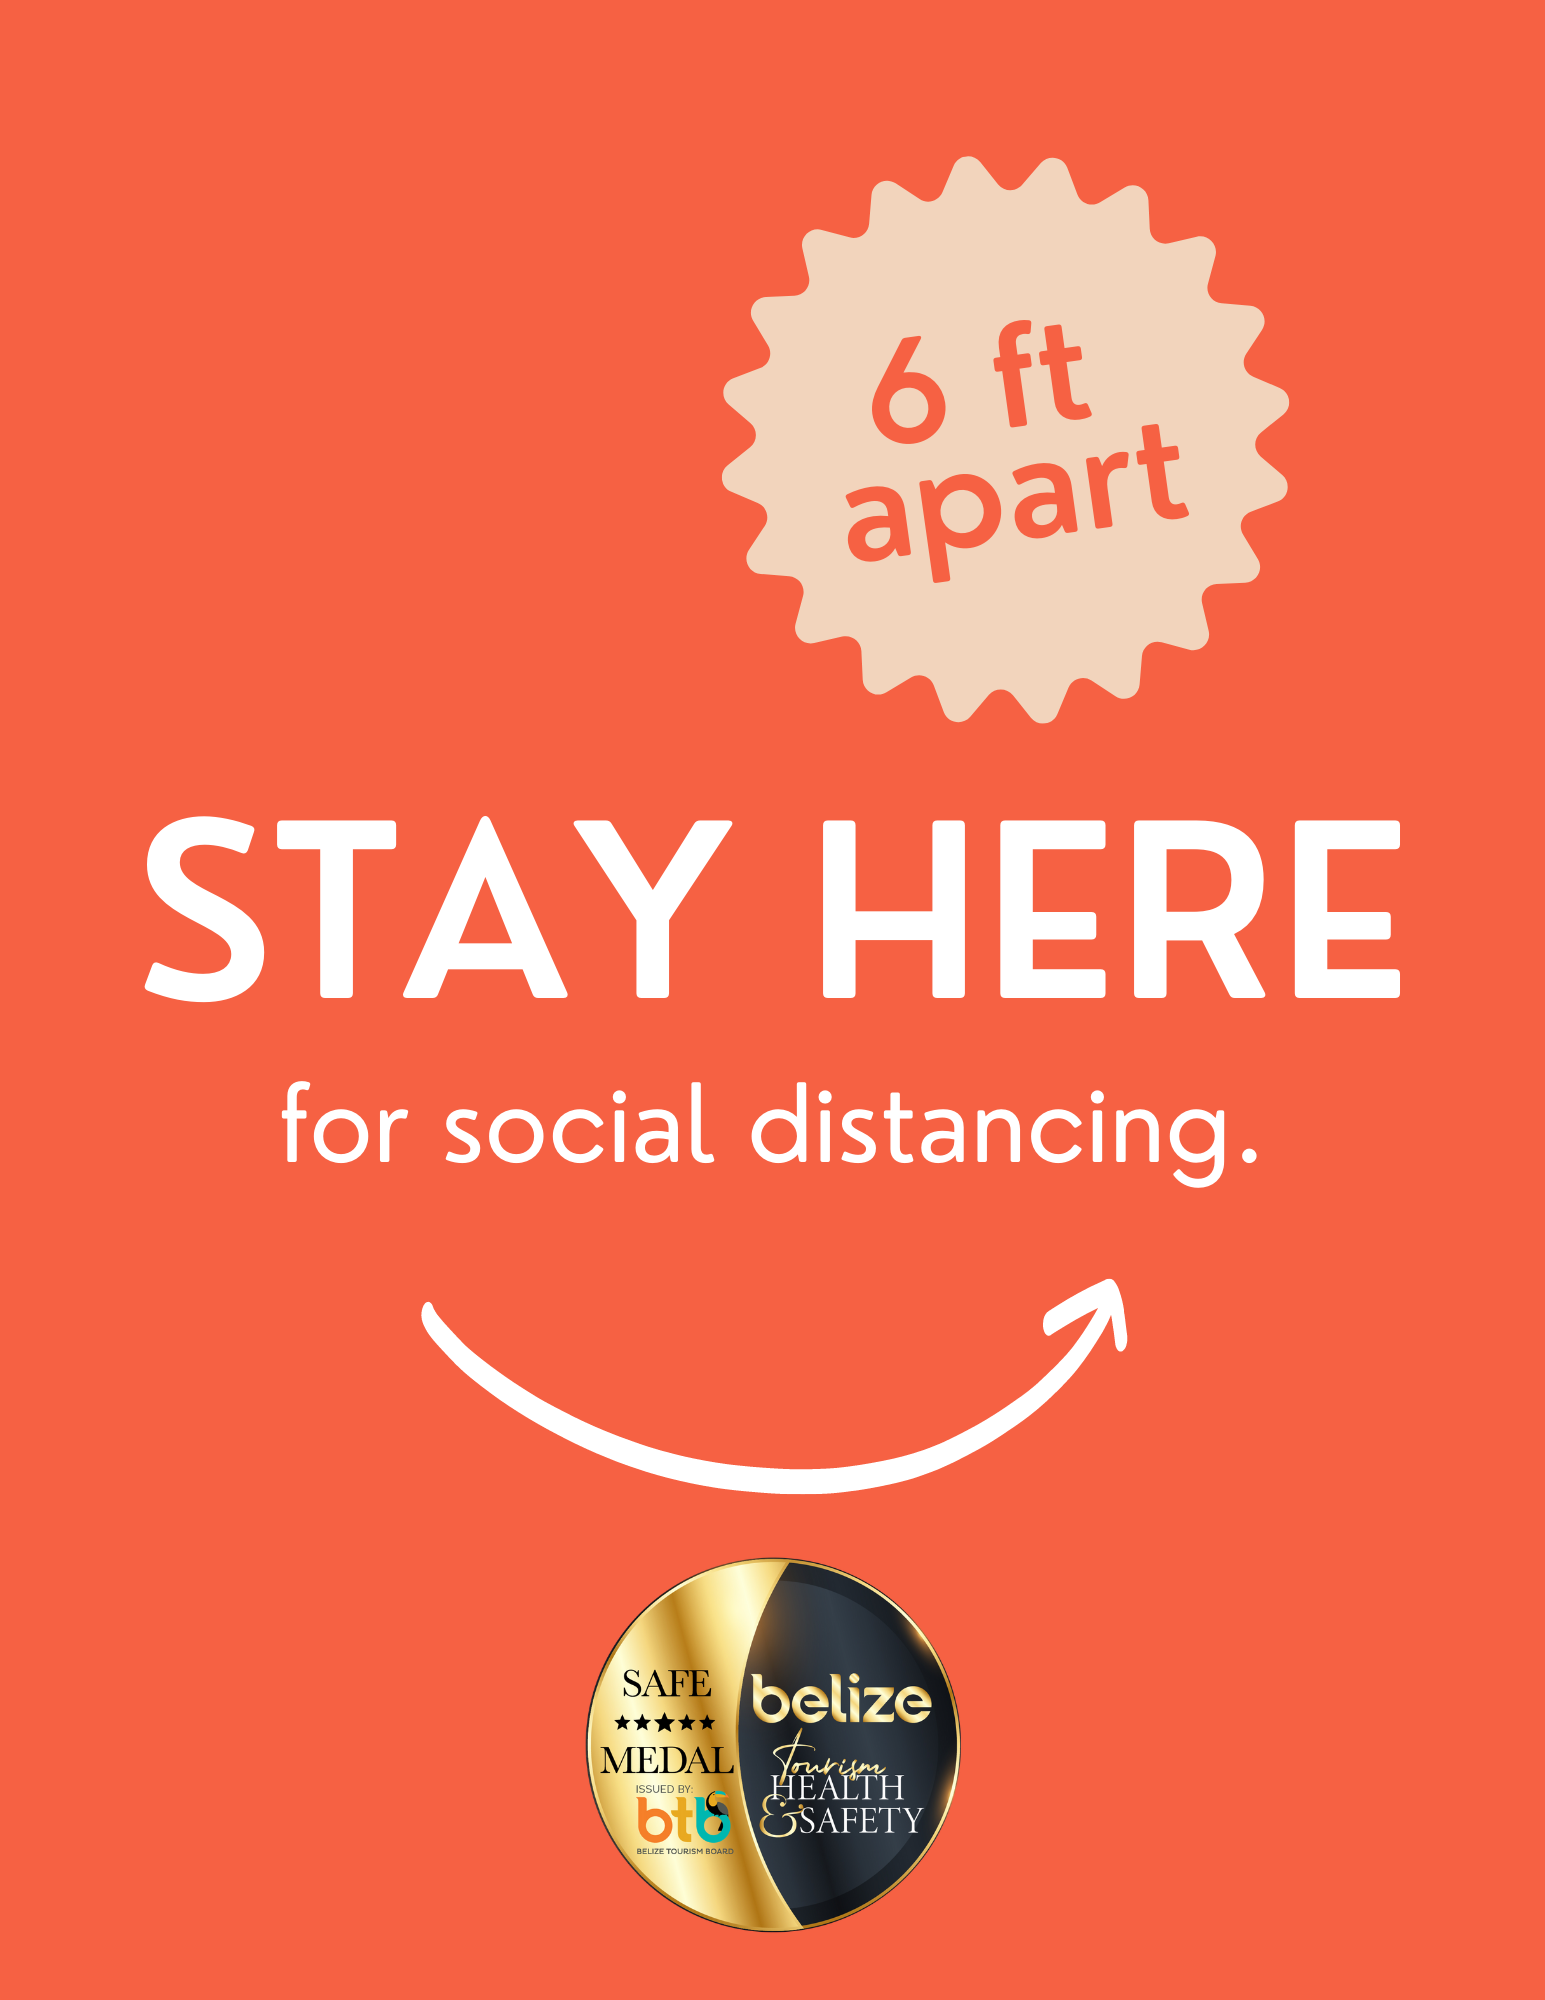 6 ft
apart
STAY HERE
for social distancing.
SAFE
MEDAL
ISSUED BY:
btb
BELIZE TOURISM BOARD
belize
Tourism
HEALTH
& SAFETY